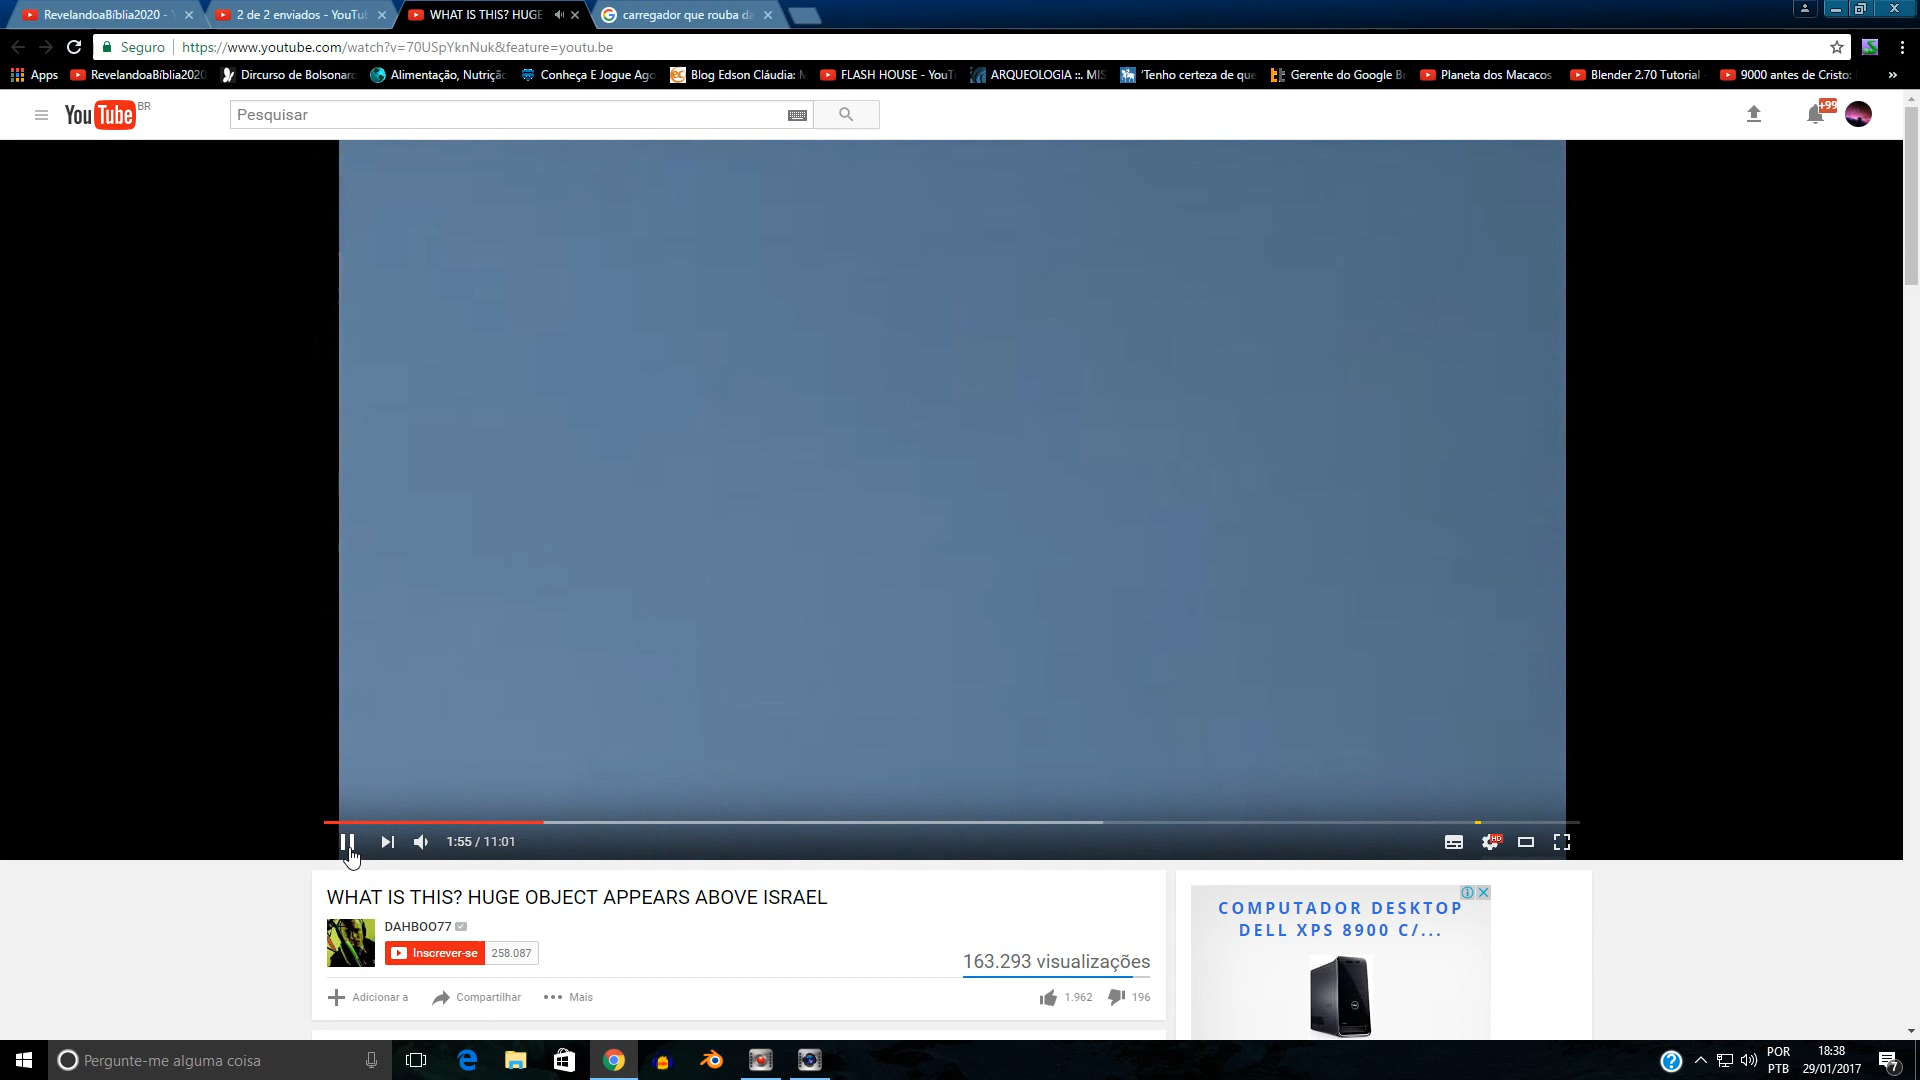 RevelandoaBíblia2020 -
2 de 2 enviados - YouTu
WHAT IS THIS? HUGE
carregador que rouba da
Seguro
https://www.youtube.com/watch?v=70USpYknNuk&feature=youtu.be
Apps
RevelandoaBíblia2020
Dircurso de Bolsonaro
Alimentação, Nutriçã
Conheça E Jogue Ago
Blog Edson Cláudia:
FLASH HOUSE - YouT
ARQUEOLOGIA ::. MIS
'Tenho certeza de que
Gerente do Google
Planeta dos Macacos
Blender 2.70 Tutorial
9000 antes de Cristo:
»
YouTube BR
Pesquisar
+99
1:55 / 11:01
HD
WHAT IS THIS? HUGE OBJECT APPEARS ABOVE ISRAEL
DAHBOO77
Inscrever-se 258.087
163.293 visualizações
Adicionar a Compartilhar Mais
1.962 196
COMPUTADOR DESKTOP
DELL XPS 8900 C/...
Pergunte-me alguma coisa
POR
PTB
18:38
29/01/2017
7